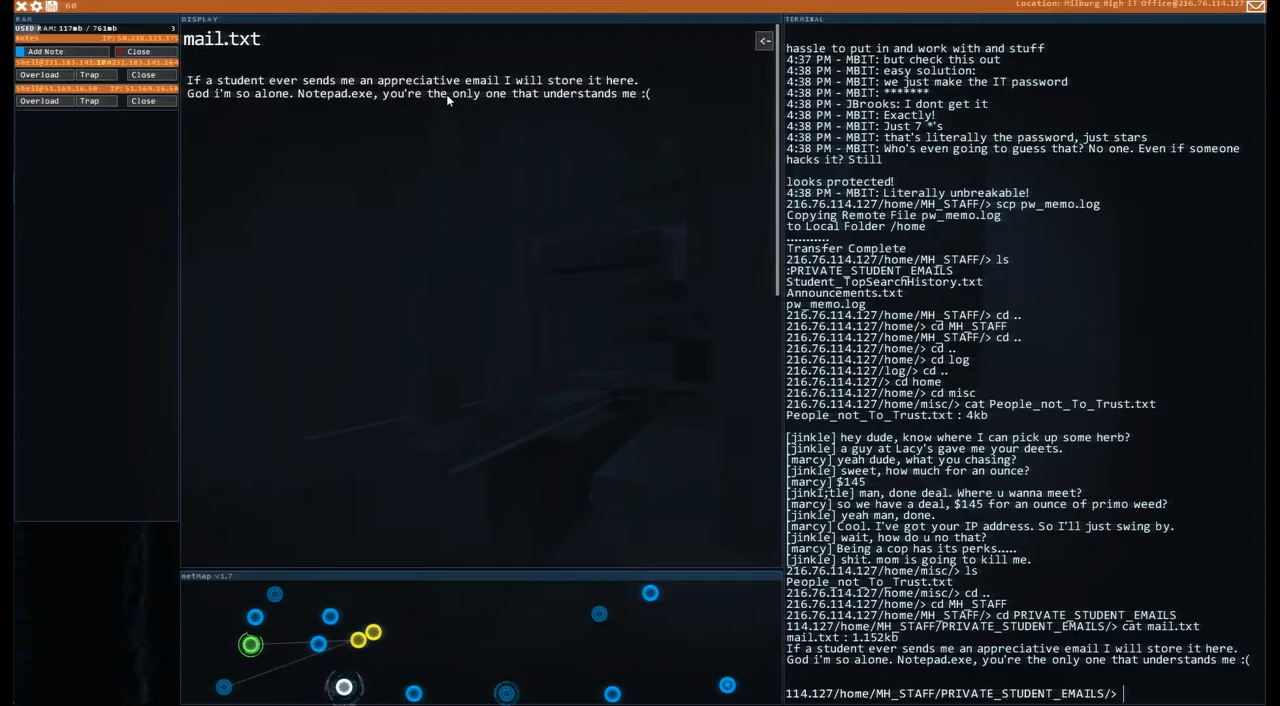 60
Location: Milburg High IT Office@216.76.114.127
RAM
USED RAM: 117mb / 761mb
3
notes
IP: 50.238.173.175
Add Note
Close
Overload
Trap
Close
Shell@51.169.16.50
IP: 51.169.16.50
Overload
Trap
Close
DISPLAY
mail.txt
<-
If a student ever sends me an appreciative email I will store it here.
God i'm so alone. Notepad.exe, you're the only one that understands me :(
netMap v1.7
TERMINAL
hassle to put in and work with and stuff
4:37 PM - MBIT: but check this out
4:38 PM - MBIT: easy solution:
4:38 PM - MBIT: we just make the IT password
4:38 PM - MBIT: *******
4:38 PM - JBrooks: I dont get it
4:38 PM - MBIT: Exactly!
4:38 PM - MBIT: Just 7 *'s
4:38 PM - MBIT: that's literally the password, just stars
4:38 PM - MBIT: Who's even going to guess that? No one. Even if someone
hacks it? Still
looks protected!
4:38 PM - MBIT: Literally unbreakable!
216.76.114.127/home/MH_STAFF/> scp pw_memo.log
Copying Remote File pw_memo.log
to Local Folder /home
...........
Transfer Complete
216.76.114.127/home/MH_STAFF/> ls
:PRIVATE_STUDENT_EMAILS
Student_TopSearchHistory.txt
Announcements.txt
pw_memo.log
216.76.114.127/home/MH_STAFF/> cd ..
216.76.114.127/home/> cd MH_STAFF
216.76.114.127/home/MH_STAFF/> cd ..
216.76.114.127/home/> cd ..
216.76.114.127/> cd log
216.76.114.127/log/> cd ..
216.76.114.127/> cd home
216.76.114.127/home/> cd misc
216.76.114.127/home/misc/> cat People_not_To_Trust.txt
People_not_To_Trust.txt : 4kb
[jinkle] hey dude, know where I can pick up some herb?
[jinkle] a guy at Lacy's gave me your deets.
[marcy] yeah dude, what you chasing?
[jinkle] sweet, how much for an ounce?
[marcy] $145
[jinki;tle] man, done deal. Where u wanna meet?
[marcy] so we have a deal, $145 for an ounce of primo weed?
[jinkle] yeah man, done.
[marcy] Cool. I've got your IP address. So I'll just swing by.
[jinkle] wait, how do u no that?
[marcy] Being a cop has its perks.....
[jinkle] shit. mom is going to kill me.
216.76.114.127/home/misc/> ls
People_not_To_Trust.txt
216.76.114.127/home/misc/> cd ..
216.76.114.127/home/> cd MH_STAFF
216.76.114.127/home/MH_STAFF/> cd PRIVATE_STUDENT_EMAILS
114.127/home/MH_STAFF/PRIVATE_STUDENT_EMAILS/> cat mail.txt
mail.txt : 1.152kb
If a student ever sends me an appreciative email I will store it here.
God i'm so alone. Notepad.exe, you're the only one that understands me :(
114.127/home/MH_STAFF/PRIVATE_STUDENT_EMAILS/>